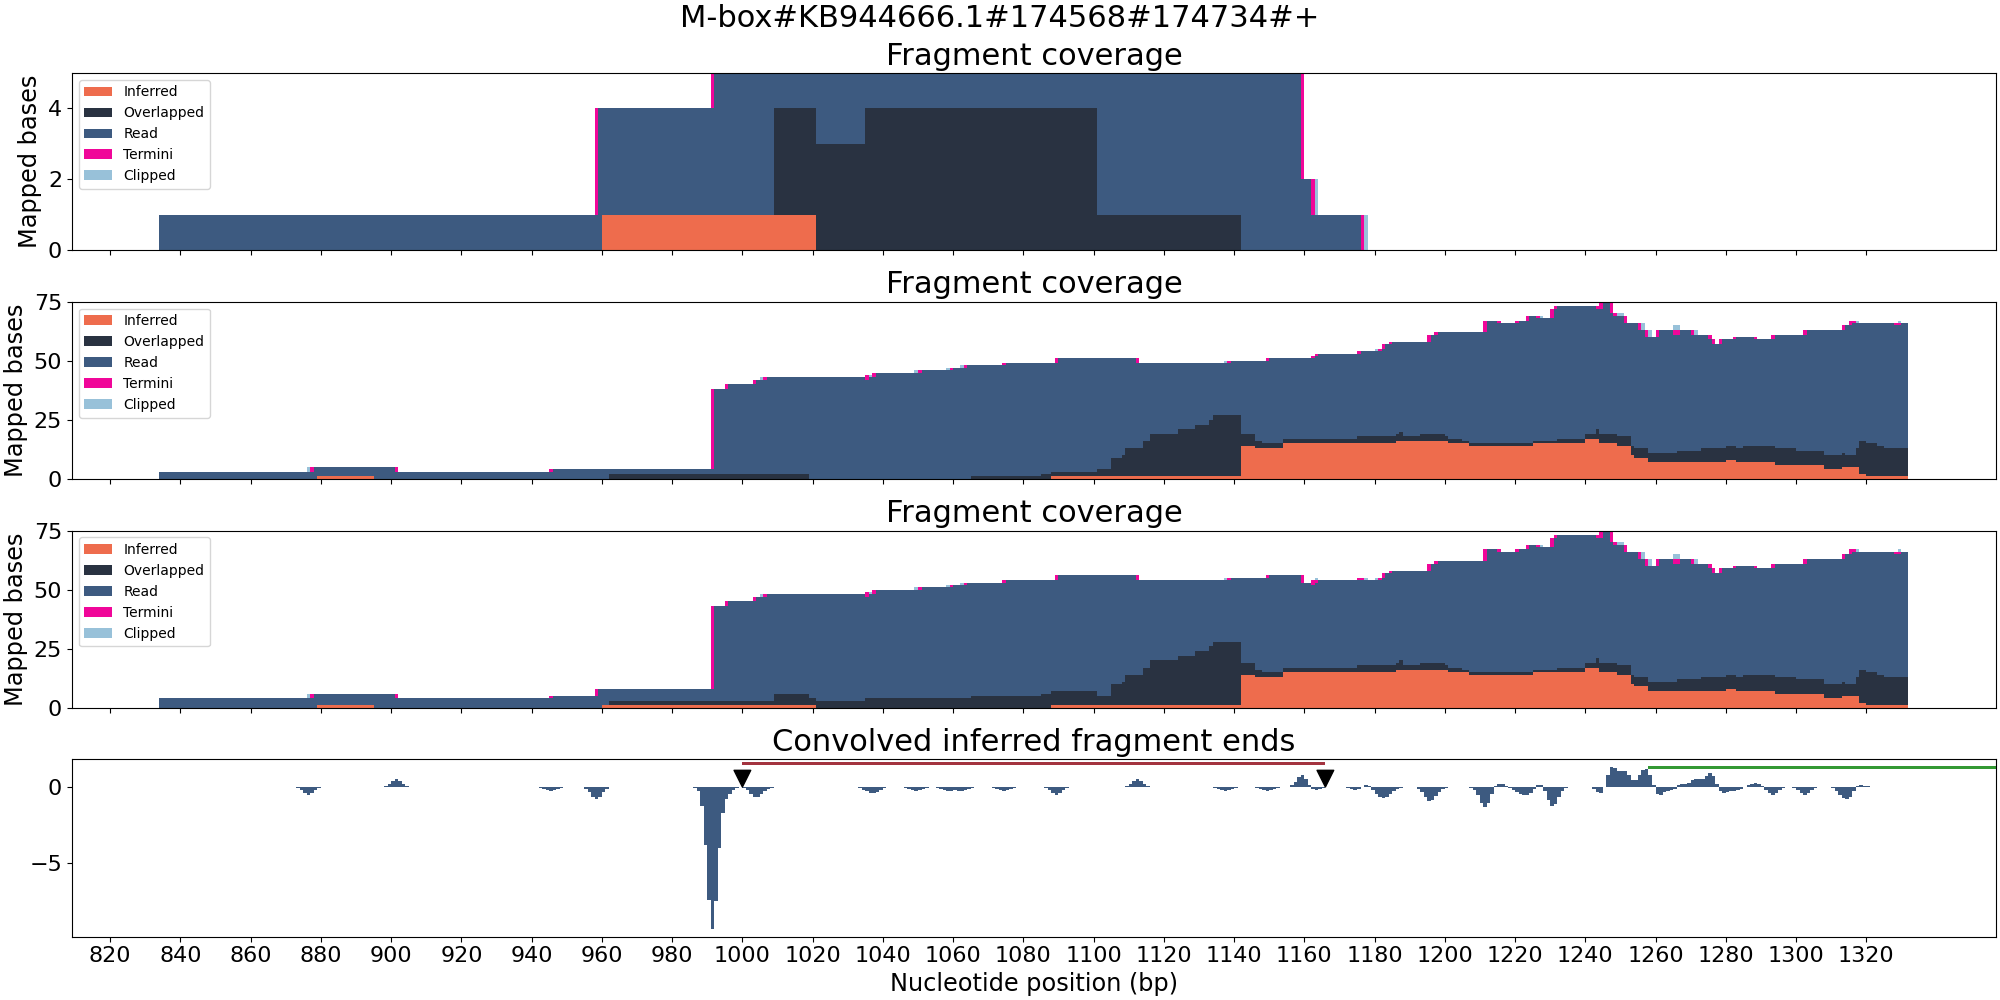 M-box#KB944666.1#174568#174734#+
Fragment coverage
Mapped bases
4
2
0
Inferred
Overlapped
Read
Termini
Clipped
Fragment coverage
Mapped bases
75
50
25
0
Inferred
Overlapped
Read
Termini
Clipped
Fragment coverage
Mapped bases
75
50
25
0
Inferred
Overlapped
Read
Termini
Clipped
Convolved inferred fragment ends
0
−5
820 840 860 880 900 920 940 960 980 1000 1020 1040 1060 1080 1100 1120 1140 1160 1180 1200 1220 1240 1260 1280 1300 1320
Nucleotide position (bp)